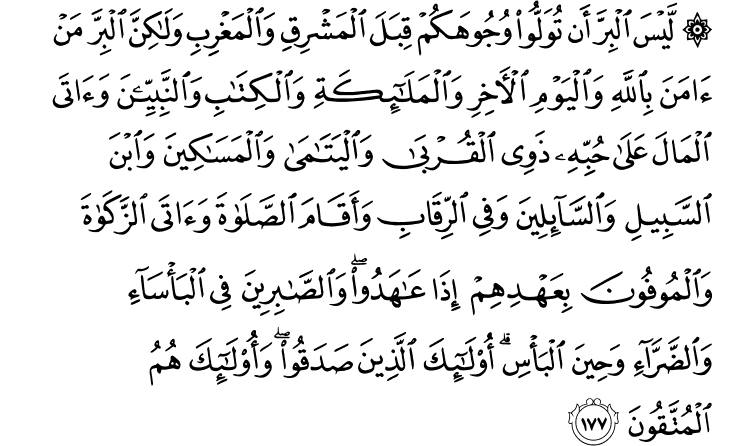 ۞ لَّيْسَ ٱلْبِرَّ أَن تُوَلُّوا۟ وُجُوهَكُمْ قِبَلَ ٱلْمَشْرِقِ وَٱلْمَغْرِبِ وَلَـٰكِنَّ ٱلْبِرَّ مَنْ
ءَامَنَ بِٱللَّهِ وَٱلْيَوْمِ ٱلْـَٔاخِرِ وَٱلْمَلَـٰٓئِكَةِ وَٱلْكِتَـٰبِ وَٱلنَّبِيِّـۧنَ وَءَاتَى
ٱلْمَالَ عَلَىٰ حُبِّهِۦ ذَوِى ٱلْقُرْبَىٰ وَٱلْيَتَـٰمَىٰ وَٱلْمَسَـٰكِينَ وَٱبْنَ
ٱلسَّبِيلِ وَٱلسَّآئِلِينَ وَفِى ٱلرِّقَابِ وَأَقَامَ ٱلصَّلَوٰةَ وَءَاتَى ٱلزَّكَوٰةَ
وَٱلْمُوفُونَ بِعَهْدِهِمْ إِذَا عَـٰهَدُوا۟ ۖ وَٱلصَّـٰبِرِينَ فِى ٱلْبَأْسَآءِ
وَٱلضَّرَّآءِ وَحِينَ ٱلْبَأْسِ ۗ أُو۟لَـٰٓئِكَ ٱلَّذِينَ صَدَقُوا۟ ۖ وَأُو۟لَـٰٓئِكَ هُمُ
ٱلْمُتَّقُونَ ١٧٧